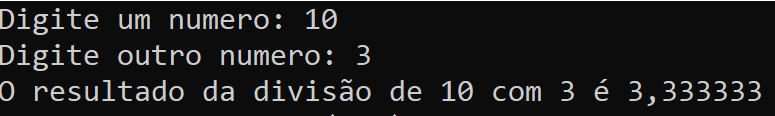 Digite um numero: 10
Digite outro numero: 3
O resultado da divisão de 10 com 3 é 3,333333